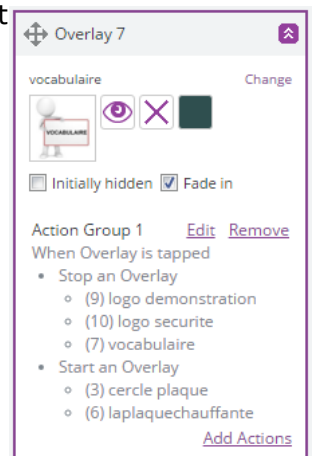 t
Overlay 7
vocabulaire Change
VOCABULAIRE
Initially hidden Fade in
Action Group 1 Edit Remove
When Overlay is tapped
Stop an Overlay
(9) logo demonstration
(10) logo securite
(7) vocabulaire
Start an Overlay
(3) cercle plaque
(6) laplaquechauffante
Add Actions